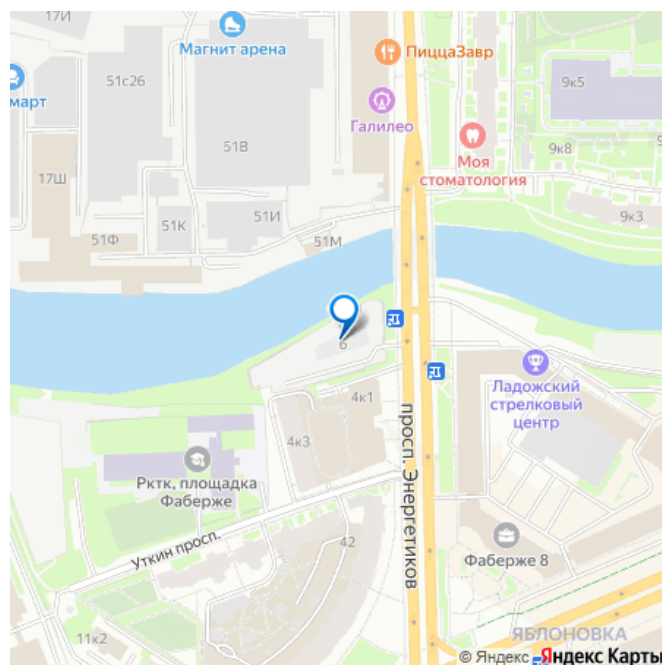 17И
Магнит арена
ПиццаЗавр
51с26
9к5
март
51В
Галилео
9к8
Моя
стоматология
17Ш
51К
51И
9к3
51Ф
51М
6
Ладожский
стрелковый
центр
4к1
4к3
просп. Энергетиков
Рктк, площадка
Фаберже
Уткин просп.
42
Фаберже 8
11к2
ЯБЛОНОВКА
© Яндекс Яндекс Карты